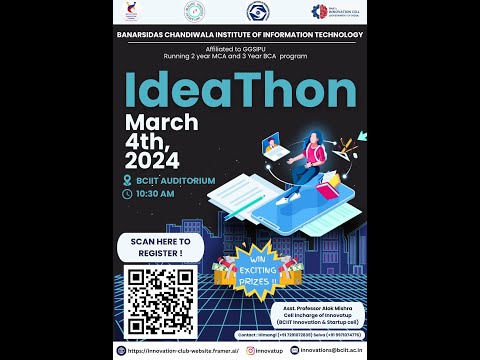 INNOVATION CELL
BANARSIDAS CHANDIWALA INSTITUTE OF INFORMATION TECHNOLOGY
Affiliated to GGSIPU
Running 2 year MCA and 3 Year BCA program
IdeaThon
March
4th,
2024
BCIIT AUDITORIUM
10:30 AM
SCAN HERE TO
REGISTER !
WIN
EXCITING
PRIZES !!
Asst. Professor Alok Mishra
Cell Incharge of Innovatup
(BCIIT Innovation & Startup cell)
https://innovation-club-website.framer.ai/
innovatup
innovations@bciit.ac.in